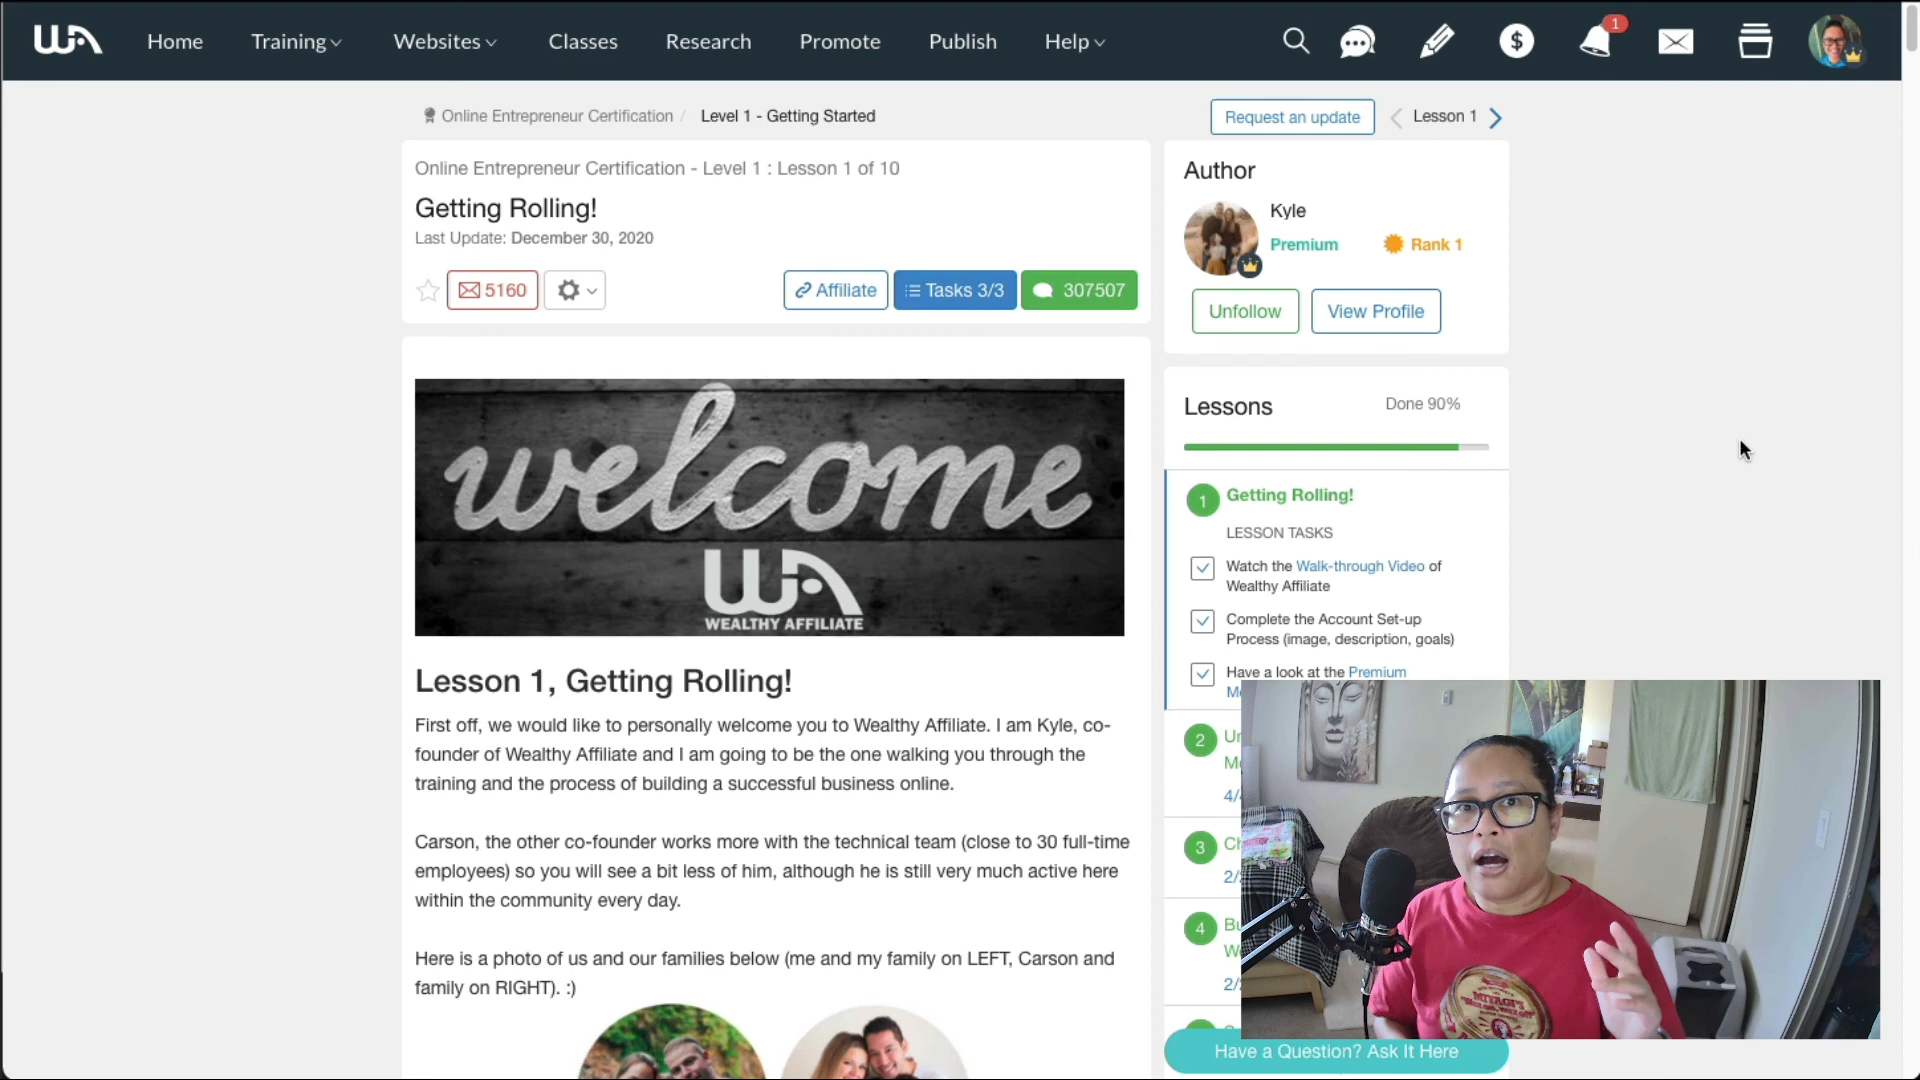 WA Home Training Websites Classes Research Promote Publish Help 1
Online Entrepreneur Certification / Level 1 - Getting Started
Request an update Lesson 1
Online Entrepreneur Certification - Level 1 : Lesson 1 of 10
Getting Rolling!
Last Update: December 30, 2020
5160 Affiliate Tasks 3/3 307507
welcome
WA
WEALTHY AFFILIATE
Lesson 1, Getting Rolling!
First off, we would like to personally welcome you to Wealthy Affiliate. I am Kyle, co-
founder of Wealthy Affiliate and I am going to be the one walking you through the
training and the process of building a successful business online.
Carson, the other co-founder works more with the technical team (close to 30 full-time
employees) so you will see a bit less of him, although he is still very much active here
within the community every day.
Here is a photo of us and our families below (me and my family on LEFT, Carson and
family on RIGHT). :)
Author
Kyle
Premium Rank 1
Unfollow View Profile
Lessons Done 90%
1 Getting Rolling!
LESSON TASKS
Watch the Walk-through Video of
Wealthy Affiliate
Complete the Account Set-up
Process (image, description, goals)
Have a look at the Premium
2
3
4
MIYAGI'S
Have a Question? Ask It Here